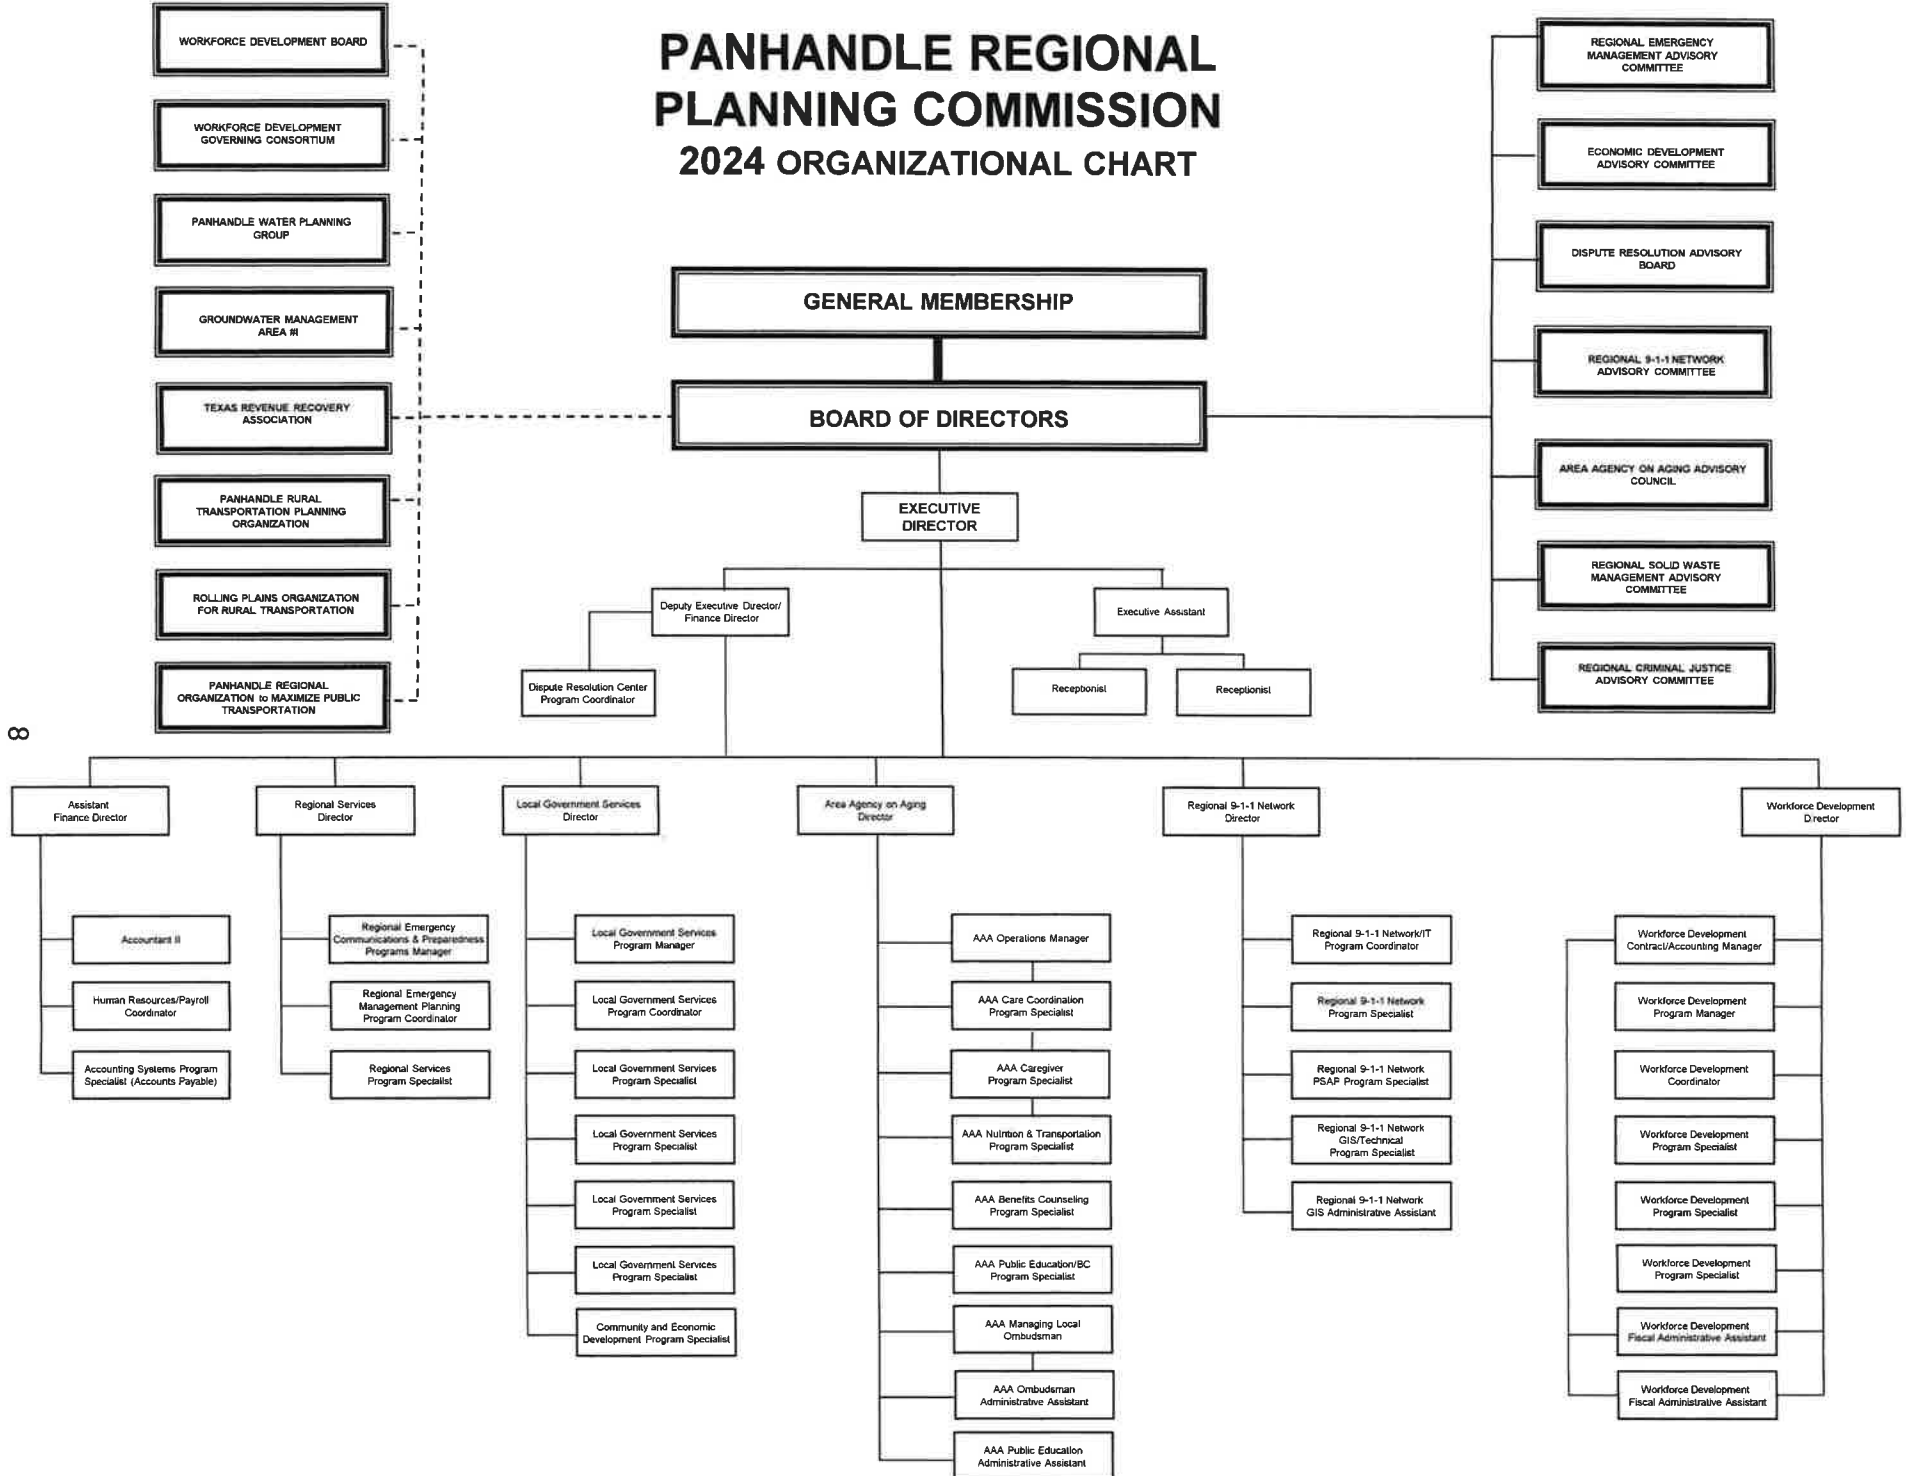 PANHANDLE REGIONAL
PLANNING COMMISSION
2024 ORGANIZATIONAL CHART
WORKFORCE DEVELOPMENT BOARD
WORKFORCE DEVELOPMENT
GOVERNING CONSORTIUM
PANHANDLE WATER PLANNING
GROUP
GROUNDWATER MANAGEMENT
AREA #I
TEXAS REVENUE RECOVERY
ASSOCIATION
PANHANDLE RURAL
TRANSPORTATION PLANNING
ORGANIZATION
ROLLING PLAINS ORGANIZATION
FOR RURAL TRANSPORTATION
PANHANDLE REGIONAL
ORGANIZATION to MAXIMIZE PUBLIC
TRANSPORTATION
GENERAL MEMBERSHIP
BOARD OF DIRECTORS
EXECUTIVE
DIRECTOR
REGIONAL EMERGENCY
MANAGEMENT ADVISORY
COMMITTEE
ECONOMIC DEVELOPMENT
ADVISORY COMMITTEE
DISPUTE RESOLUTION ADVISORY
BOARD
REGIONAL 9-1-1 NETWORK
ADVISORY COMMITTEE
AREA AGENCY ON AGING ADVISORY
COUNCIL
REGIONAL SOLID WASTE
MANAGEMENT ADVISORY
COMMITTEE
REGIONAL CRIMINAL JUSTICE
ADVISORY COMMITTEE
Deputy Executive Director/
Finance Director
Executive Assistant
Dispute Resolution Center
Program Coordinator
Receptionist
Receptionist
8
Assistant
Finance Director
Accountant II
Human Resources/Payroll
Coordinator
Accounting Systems Program
Specialist (Accounts Payable)
Regional Services
Director
Regional Emergency
Communications & Preparedness
Programs Manager
Regional Emergency
Management Planning
Program Coordinator
Regional Services
Program Specialist
Local Government Services
Director
Local Government Services
Program Manager
Local Government Services
Program Coordinator
Local Government Services
Program Specialist
Local Government Services
Program Specialist
Local Government Services
Program Specialist
Local Government Services
Program Specialist
Community and Economic
Development Program Specialist
Area Agency on Aging
Director
AAA Operations Manager
AAA Care Coordination
Program Specialist
AAA Caregiver
Program Specialist
AAA Nutrition & Transportation
Program Specialist
AAA Benefits Counseling
Program Specialist
AAA Public Education/BC
Program Specialist
AAA Managing Local
Ombudsman
AAA Ombudsman
Administrative Assistant
AAA Public Education
Administrative Assistant
Regional 9-1-1 Network
Director
Regional 9-1-1 Network/IT
Program Coordinator
Regional 9-1-1 Network
Program Specialist
Regional 9-1-1 Network
PSAP Program Specialist
Regional 9-1-1 Network
GIS/Technical
Program Specialist
Regional 9-1-1 Network
GIS Administrative Assistant
Workforce Development
Director
Workforce Development
Contract/Accounting Manager
Workforce Development
Program Manager
Workforce Development
Coordinator
Workforce Development
Program Specialist
Workforce Development
Program Specialist
Workforce Development
Program Specialist
Workforce Development
Fiscal Administrative Assistant
Workforce Development
Fiscal Administrative Assistant